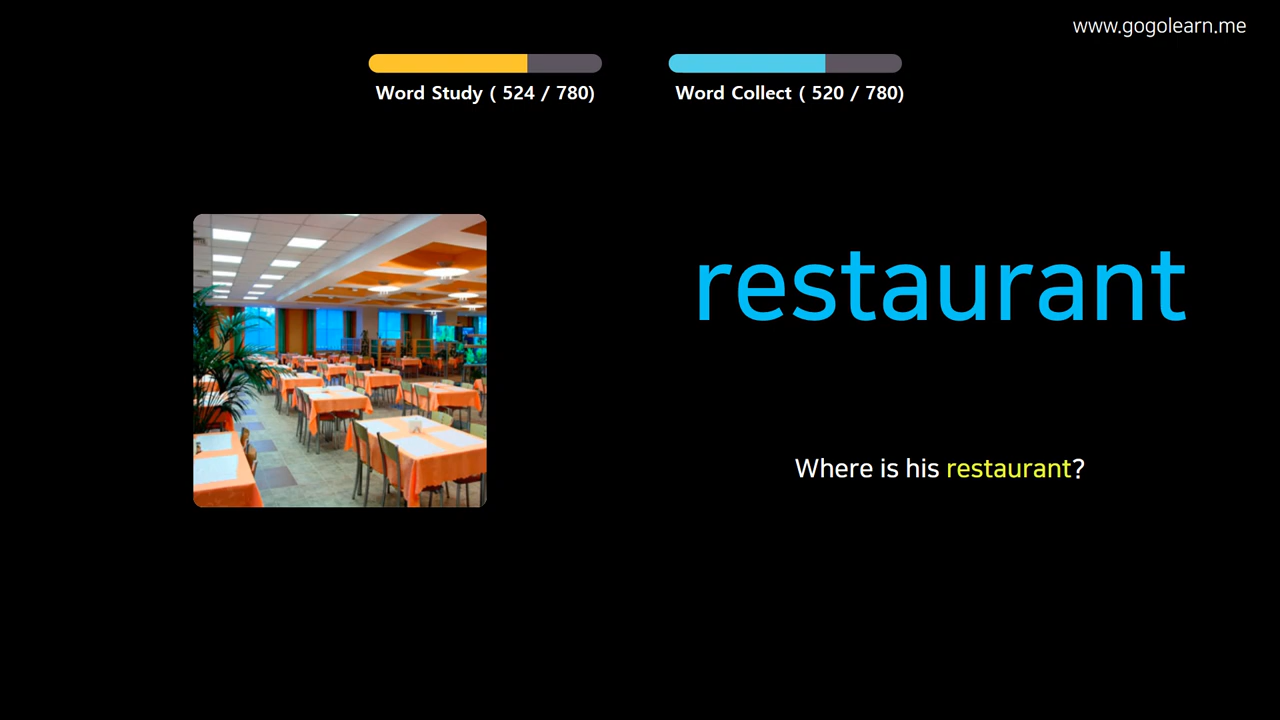 www.gogolearn.me
Word Study ( 524 / 780)
Word Collect ( 520 / 780)
restaurant
Where is his restaurant?